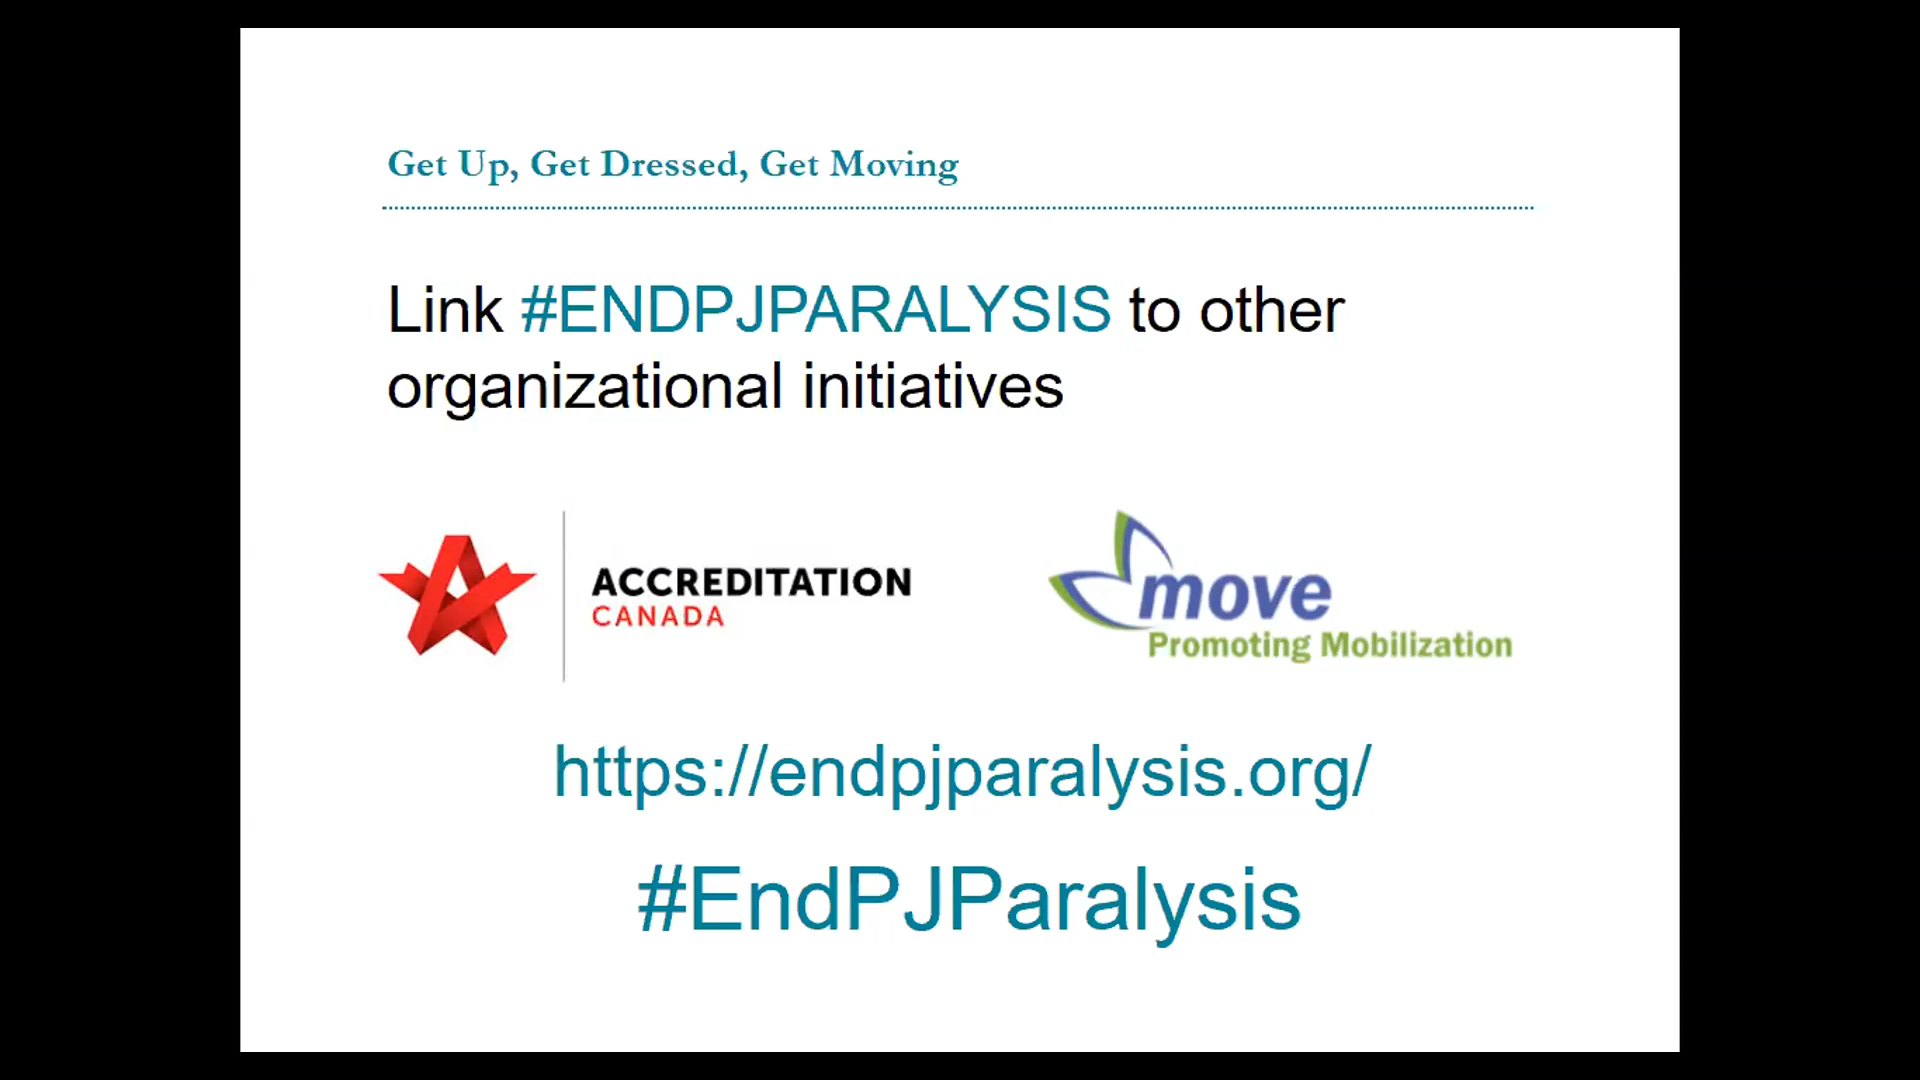 Get Up, Get Dressed, Get Moving
Link #ENDPJPARALYSIS to other
organizational initiatives
ACCREDITATION
CANADA
move
Promoting Mobilization
https://endpjparalysis.org/
#EndPJParalysis